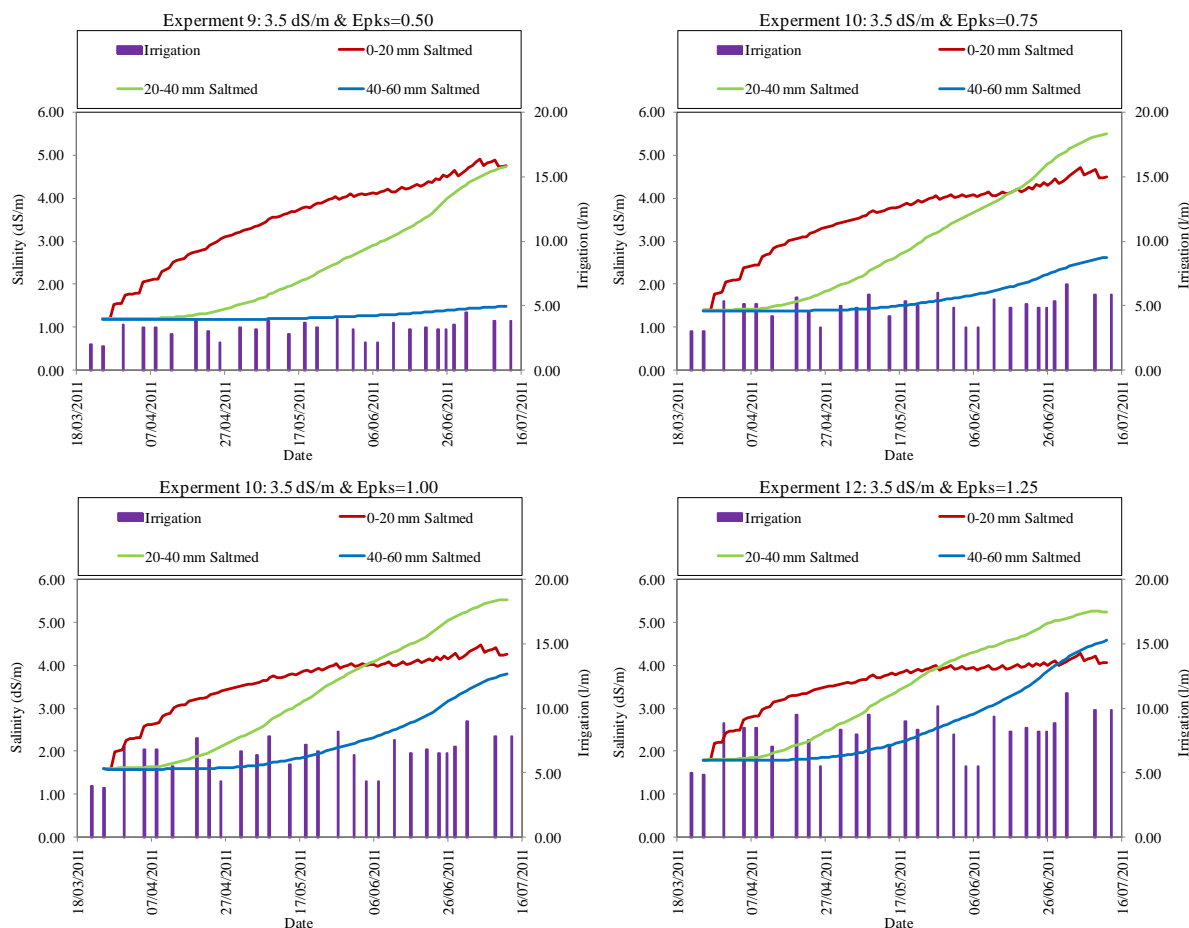 Experment 9: 3.5 dS/m & Epks=0.50
Irrigation
0-20 mm Saltmed
20-40 mm Saltmed
40-60 mm Saltmed
6.00
5.00
4.00
3.00
2.00
1.00
0.00
Salinity (dS/m)
20.00
15.00
10.00
5.00
0.00
Irrigation (l/m)
18/03/2011
07/04/2011
27/04/2011
17/05/2011
06/06/2011
26/06/2011
16/07/2011
Date
Experment 10: 3.5 dS/m & Epks=0.75
Irrigation
0-20 mm Saltmed
20-40 mm Saltmed
40-60 mm Saltmed
6.00
5.00
4.00
3.00
2.00
1.00
0.00
Salinity (dS/m)
20.00
15.00
10.00
5.00
0.00
Irrigation (l/m)
18/03/2011
07/04/2011
27/04/2011
17/05/2011
06/06/2011
26/06/2011
16/07/2011
Date
Experment 10: 3.5 dS/m & Epks=1.00
Irrigation
0-20 mm Saltmed
20-40 mm Saltmed
40-60 mm Saltmed
6.00
5.00
4.00
3.00
2.00
1.00
0.00
Salinity (dS/m)
20.00
15.00
10.00
5.00
0.00
Irrigation (l/m)
18/03/2011
07/04/2011
27/04/2011
17/05/2011
06/06/2011
26/06/2011
16/07/2011
Date
Experment 12: 3.5 dS/m & Epks=1.25
Irrigation
0-20 mm Saltmed
20-40 mm Saltmed
40-60 mm Saltmed
6.00
5.00
4.00
3.00
2.00
1.00
0.00
Salinity (dS/m)
20.00
15.00
10.00
5.00
0.00
Irrigation (l/m)
18/03/2011
07/04/2011
27/04/2011
17/05/2011
06/06/2011
26/06/2011
16/07/2011
Date